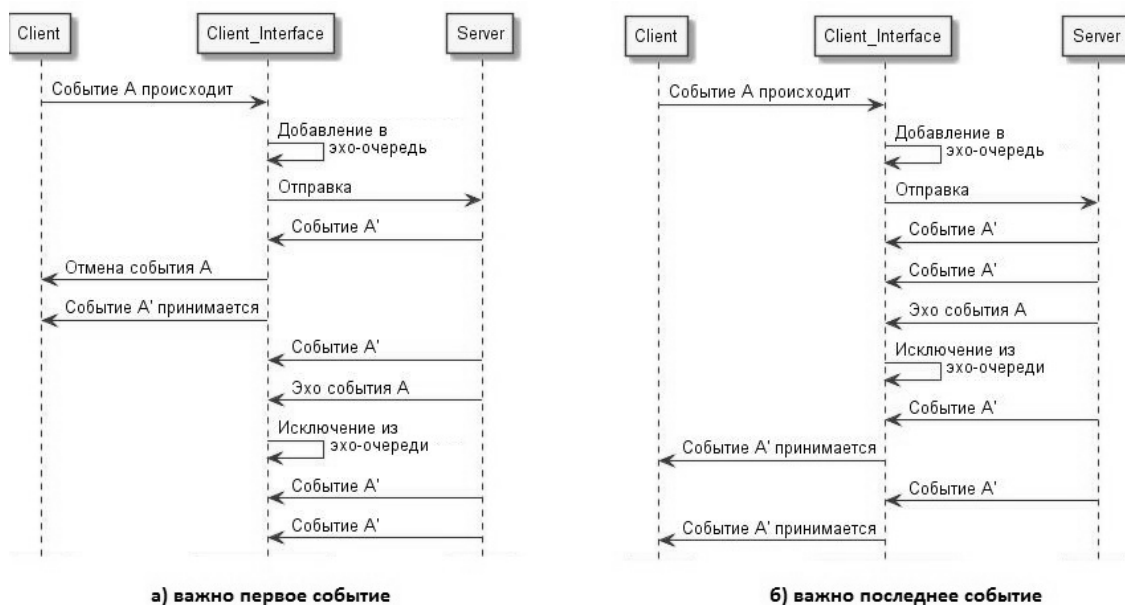 Client
Client_Interface
Server
Событие А происходит
Добавление в
эхо-очередь
Отправка
Событие А'
Отмена события А
Событие А' принимается
Событие А'
Эхо события А
Исключение из
эхо-очереди
Событие А'
Событие А'
а) важно первое событие
Client
Client_Interface
Server
Событие А происходит
Добавление в
эхо-очередь
Отправка
Событие А'
Событие А'
Эхо события А
Исключение из
эхо-очереди
Событие А'
Событие А' принимается
Событие А'
Событие А' принимается
б) важно последнее событие